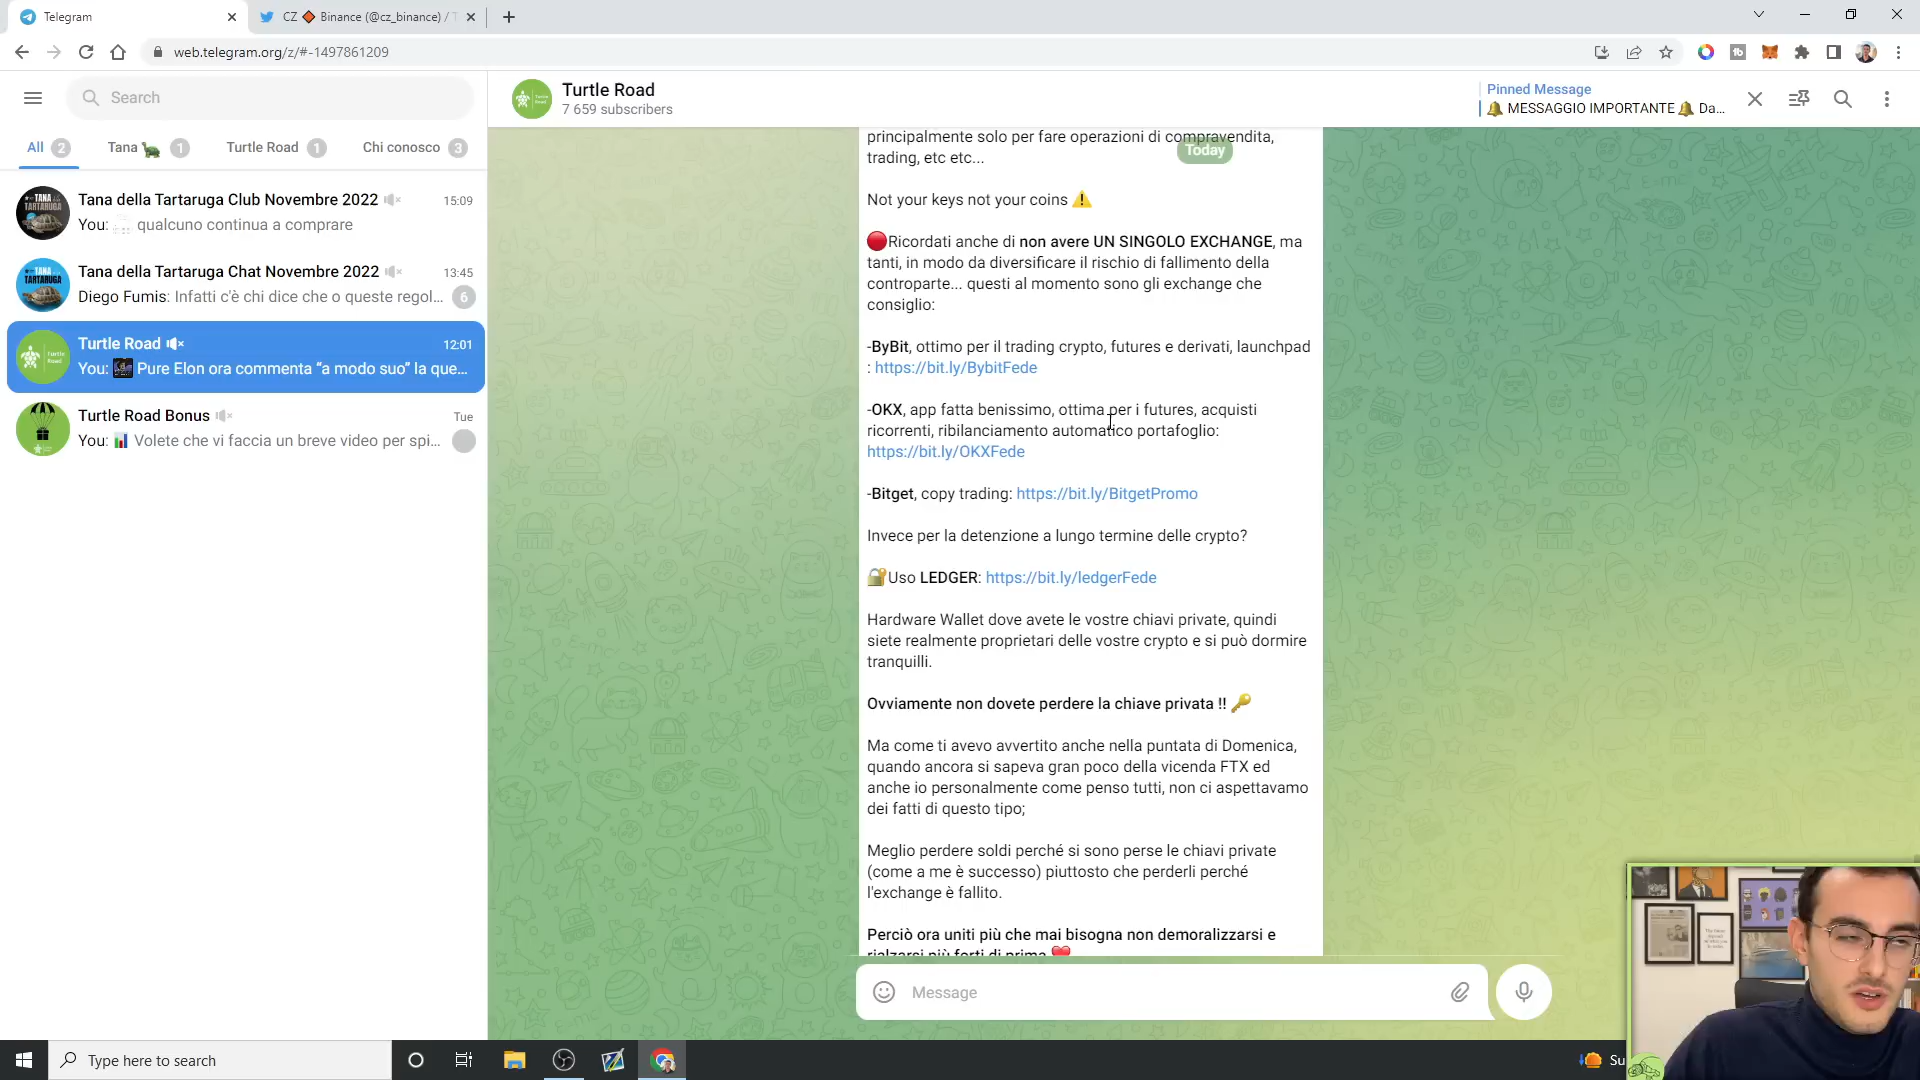 Telegram
CZ 🔶 Binance (@cz_binance) / T
web.telegram.org/z/#-1497861209
Search
Turtle Road
7 659 subscribers
Pinned Message
🔔 MESSAGGIO IMPORTANTE 🔔 Da...
All 2
Tana 🐢 1
Turtle Road 1
Chi conosco 3
Tana della Tartaruga Club Novembre 2022
15:09
You: qualcuno continua a comprare
Tana della Tartaruga Chat Novembre 2022
13:45
Diego Fumis: Infatti c'è chi dice che o queste regol...
6
Turtle Road
12:01
You: Pure Elon ora commenta “a modo suo” la que...
Turtle Road Bonus
Tue
You: 📊 Volete che vi faccia un breve video per spi...
principalmente solo per fare operazioni di compravendita,
trading, etc etc...
Today
Not your keys not your coins ⚠️
🔴Ricordati anche di non avere UN SINGOLO EXCHANGE, ma
tanti, in modo da diversificare il rischio di fallimento della
controparte... questi al momento sono gli exchange che
consiglio:
-ByBit, ottimo per il trading crypto, futures e derivati, launchpad
: https://bit.ly/BybitFede
-OKX, app fatta benissimo, ottima per i futures, acquisti
ricorrenti, ribilanciamento automatico portafoglio:
https://bit.ly/OKXFede
-Bitget, copy trading: https://bit.ly/BitgetPromo
Invece per la detenzione a lungo termine delle crypto?
🔐Uso LEDGER: https://bit.ly/ledgerFede
Hardware Wallet dove avete le vostre chiavi private, quindi
siete realmente proprietari delle vostre crypto e si può dormire
tranquilli.
Ovviamente non dovete perdere la chiave privata !! 🔑
Ma come ti avevo avvertito anche nella puntata di Domenica,
quando ancora si sapeva gran poco della vicenda FTX ed
anche io personalmente come penso tutti, non ci aspettavamo
dei fatti di questo tipo;
Meglio perdere soldi perché si sono perse le chiavi private
(come a me è successo) piuttosto che perderli perché
l'exchange è fallito.
Perciò ora uniti più che mai bisogna non demoralizzarsi e
rialzarsi più forti di prima ❤️
Message
Type here to search
Su